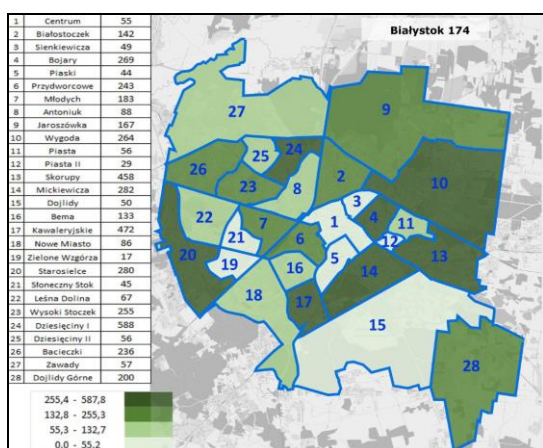 1 Centrum 55
2 Białostoczek 142
3 Sienkiewicza 49
4 Bojary 269
5 Piaski 44
6 Przydworcowe 243
7 Młodych 183
8 Antoniuk 88
9 Jaroszówka 167
10 Wygoda 264
11 Piasta 56
12 Piasta II 29
13 Skorupy 458
14 Mickiewicza 282
15 Dojlidy 50
16 Bema 133
17 Kawaleryjskie 472
18 Nowe Miasto 86
19 Zielone Wzgórza 17
20 Starosielce 280
21 Słoneczny Stok 45
22 Leśna Dolina 67
23 Wysoki Stoczek 255
24 Dziesięciny I 588
25 Dziesięciny II 56
26 Bacieczki 236
27 Zawady 57
28 Dojlidy Górne 200
255,4 - 587,8
132,8 - 255,3
55,3 - 132,7
0,0 - 55,2
Białystok 174
27
9
25
24
26
23
8
2
10
22
3
1
4
11
7
21
6
12
20
19
5
13
16
14
18
17
15
28